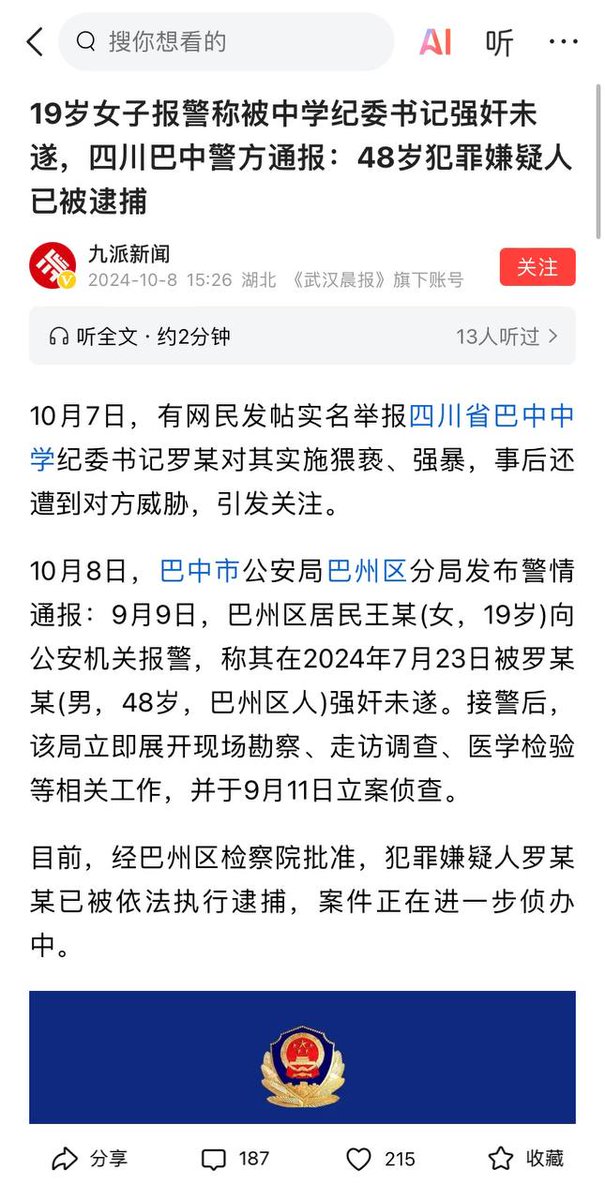 搜你想看的
AI
听
19岁女子报警称被中学纪委书记强奸未
遂，四川巴中警方通报：48岁犯罪嫌疑人
已被逮捕
九派新闻
2024-10-8 15:26 湖北 《武汉晨报》旗下账号
关注
听全文·约2分钟
13人听过
10月7日，有网民发帖实名举报四川省巴中中
学纪委书记罗某对其实施猥亵、强暴，事后还
遭到对方威胁，引发关注。
10月8日，巴中市公安局巴州区分局发布警情
通报：9月9日，巴州区居民王某(女，19岁)向
公安机关报警，称其在2024年7月23日被罗某
某(男，48岁，巴州区人)强奸未遂。接警后，
该局立即展开现场勘察、走访调查、医学检验
等相关工作，并于9月11日立案侦查。
目前，经巴州区检察院批准，犯罪嫌疑人罗某
某已被依法执行逮捕，案件正在进一步侦办
中。
分享
187
215
收藏